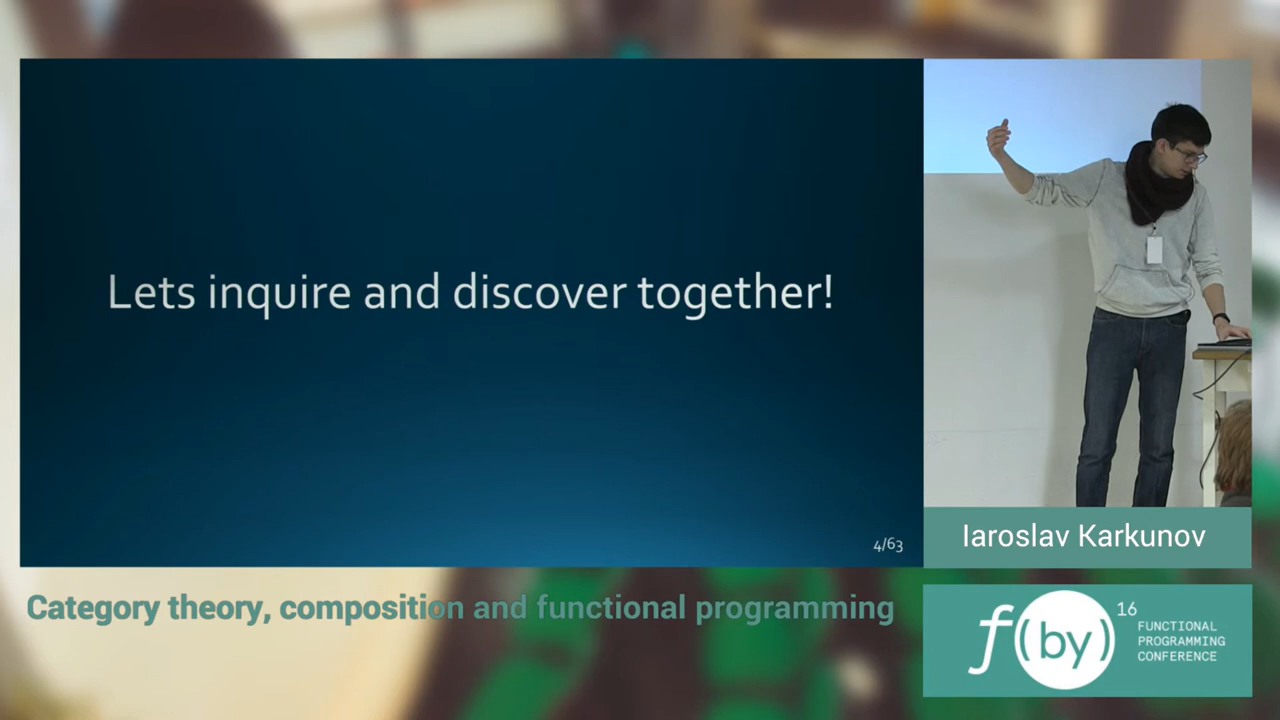 Lets inquire and discover together!
4/63
Iaroslav Karkunov
Category theory, composition and functional programming
f(by)16
FUNCTIONAL
PROGRAMMING
CONFERENCE